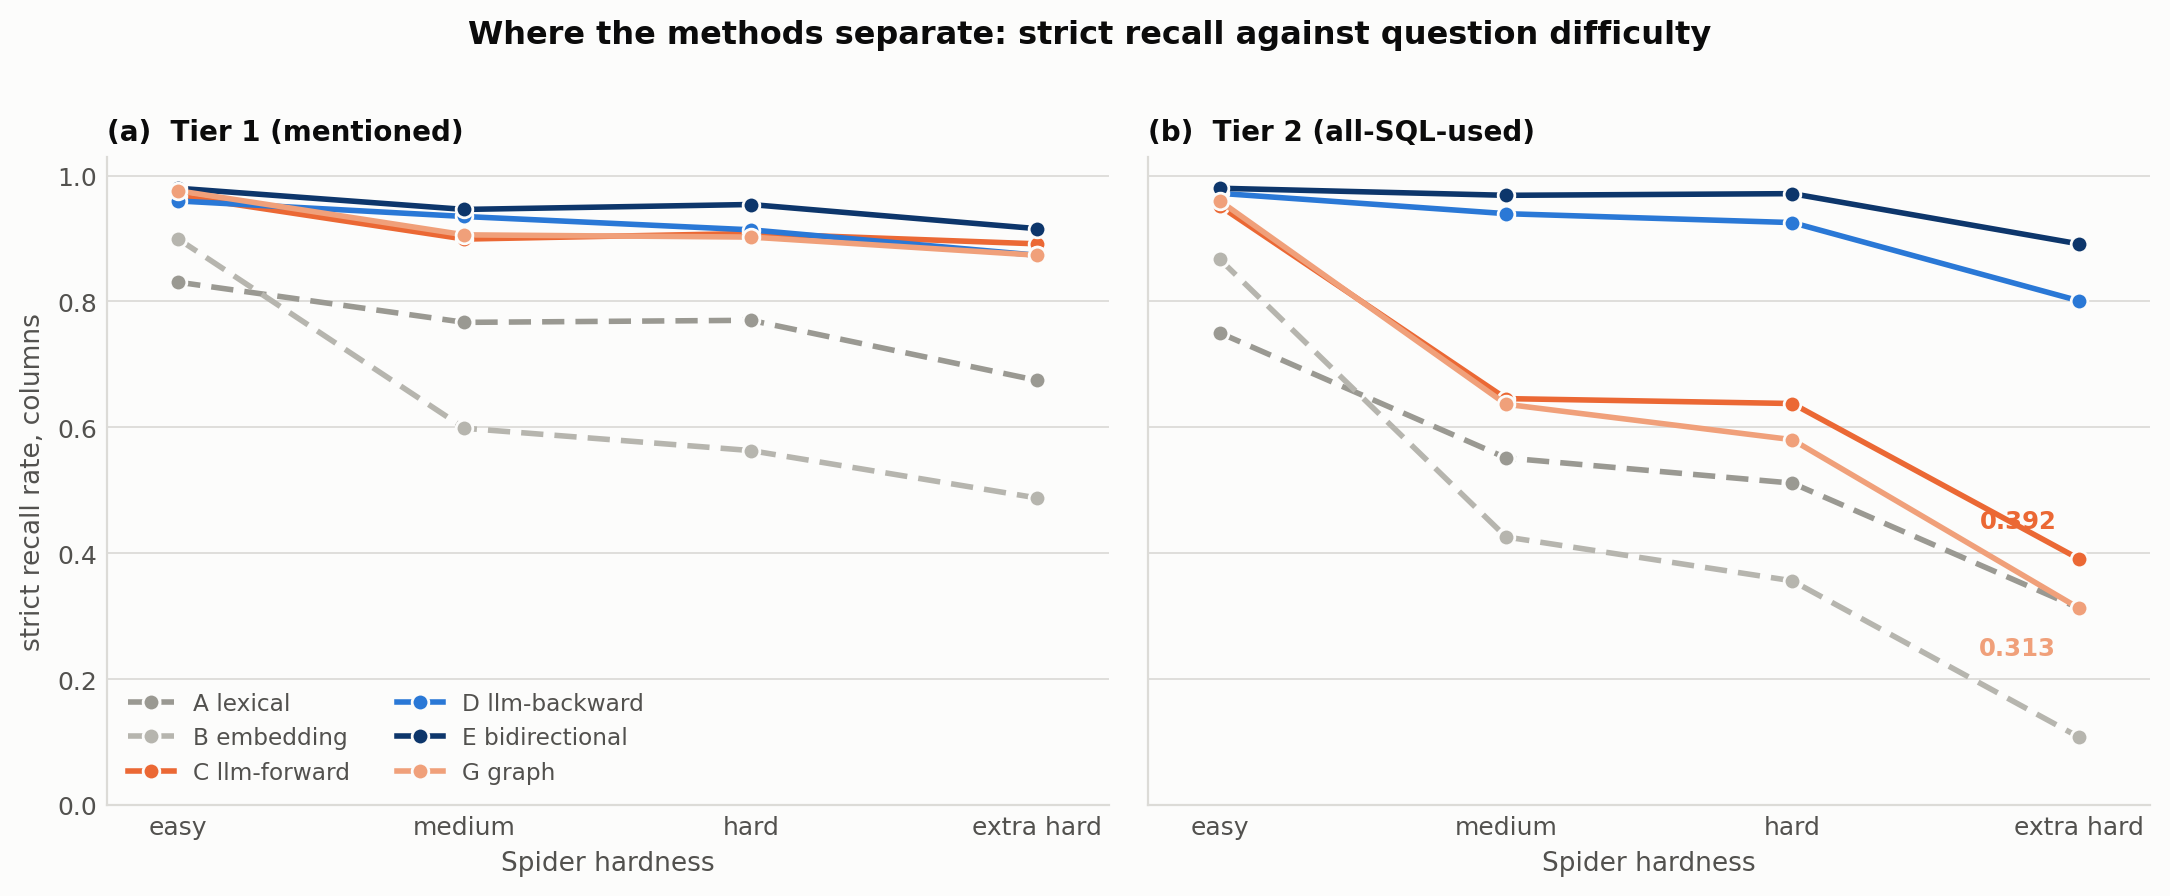 Where the methods separate: strict recall against question difficulty
(a)  Tier 1 (mentioned)
(b)  Tier 2 (all-SQL-used)
strict recall rate, columns
1.0
0.8
0.6
0.4
0.2
0.0
0.392
0.313
A lexical
B embedding
C llm-forward
D llm-backward
E bidirectional
G graph
easy medium hard extra hard
easy medium hard extra hard
Spider hardness
Spider hardness